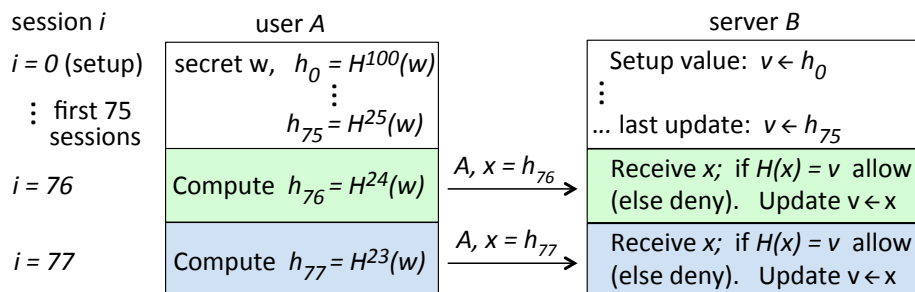 session i user A server B
i = 0 (setup) secret w, h₀ = H¹⁰⁰(w) Setup value: v ← h₀
⋮ first 75 ⋮ ⋮
sessions h₇₅ = H²⁵(w) ... last update: v ← h₇₅
i = 76 Compute h₇₆ = H²⁴(w) A, x = h₇₆ Receive x; if H(x) = v allow
(else deny). Update v ← x
i = 77 Compute h₇₇ = H²³(w) A, x = h₇₇ Receive x; if H(x) = v allow
(else deny). Update v ← x